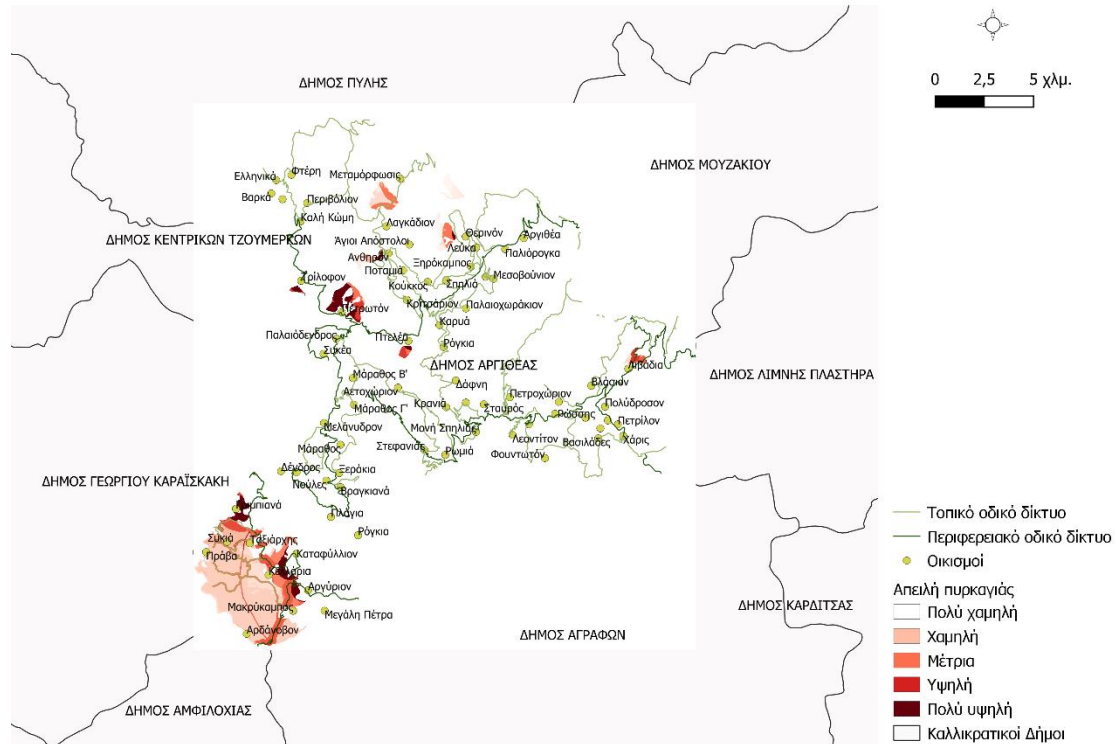 ΔΗΜΟΣ ΠΥΛΗΣ
0 2,5 5 χλμ.
ΔΗΜΟΣ ΜΟΥΖΑΚΙΟΥ
Ελληνικά
Φτέρη
Μεταμόρφωσις
Βαρκά
Περιβόλιον
Καλή Κώμη
Λαγκάδιον
ΔΗΜΟΣ ΚΕΝΤΡΙΚΩΝ ΤΖΟΥΜΕΡΚΩΝ
Άγιοι Απόστολοι
Θερινόν
Αργιθέα
Λεύκα
Παλιόρογκα
Ανθηρόν
Ξηρόκαμπος
Ποταμιά
Μεσοβούνιον
Τρίλοφον
Κούκκος
Σπηλιά
Πετρωτόν
Παλαιοχωράκιον
Καρυά
Παλαιόδενδρος
Πτελέα
Ρόγκια
Συκέα
ΔΗΜΟΣ ΑΡΓΙΘΕΑΣ
Λιβάδια
ΔΗΜΟΣ ΛΙΜΝΗΣ ΠΛΑΣΤΗΡΑ
Μάραθος Β'
Δάφνη
Βλάσιον
Αετοχώριον
Πετροχώριον
Μάραθος Γ'
Κρανιά
Σταυρός
Πολύδροσον
Μελάνυδρον
Μονή Σπηλιάς
Ρώσσης
Πετρίλον
Μάραθος
Στεφανιάς
Ρωμιά
Λεοντίτον
Βασιλάδες
Χάρις
Φουντωτόν
ΔΗΜΟΣ ΓΕΩΡΓΙΟΥ ΚΑΡΑΪΣΚΑΚΗ
Δένδρος
Ξεράκια
Νούλες
Βραγκιανά
Πλάγια
Ρόγκια
Συκιά
Ταξιάρχης
Πράβα
Καταφύλλιον
Αργύριον
Μακρύκαμπος
Μεγάλη Πέτρα
Αρδάνοβον
ΔΗΜΟΣ ΑΓΡΑΦΩΝ
ΔΗΜΟΣ ΚΑΡΔΙΤΣΑΣ
ΔΗΜΟΣ ΑΜΦΙΛΟΧΙΑΣ
Τοπικό οδικό δίκτυο
Περιφερειακό οδικό δίκτυο
Οικισμοί
Απειλή πυρκαγιάς
Πολύ χαμηλή
Χαμηλή
Μέτρια
Υψηλή
Πολύ υψηλή
Καλλικρατικοί Δήμοι